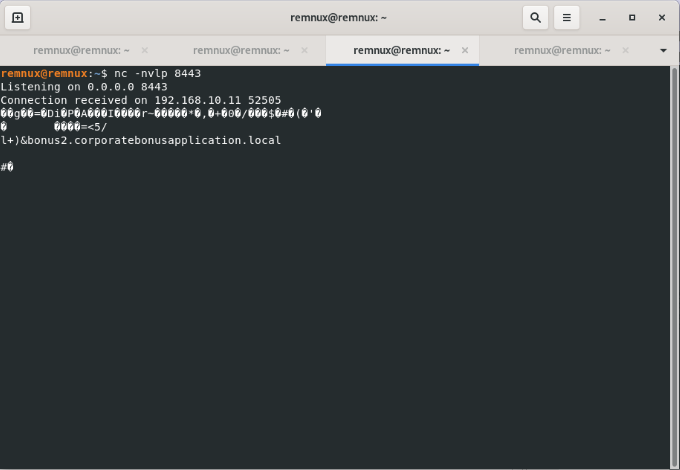 remnux@remnux: ~
remnux@remnux: ~ × remnux@remnux: ~ × remnux@remnux: ~ × remnux@remnux: ~ ×
remnux@remnux:~$ nc -nvlp 8443
Listening on 0.0.0.0 8443
Connection received on 192.168.10.11 52505
��g��=�Di�P�A���I����r~�����*�,�+�0�/���$�#�(�'�
� ����=<5/
l+)&bonus2.corporatebonusapplication.local
#�